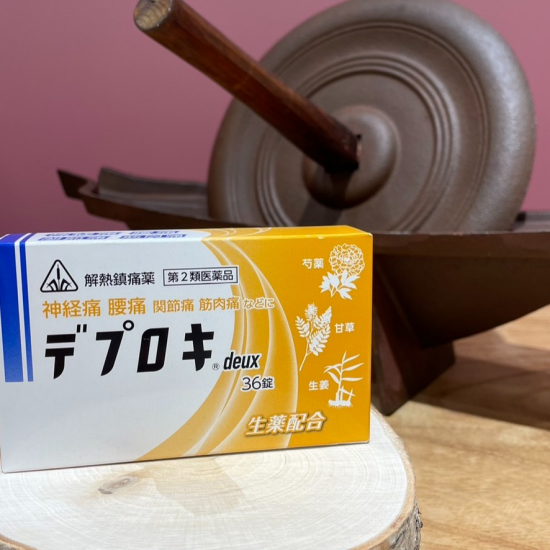 解熱鎮痛薬 第2類医薬品
神経痛 腰痛 関節痛 筋肉痛 などに
デプロキ® deux
36錠
生薬配合
芍薬
甘草
生姜